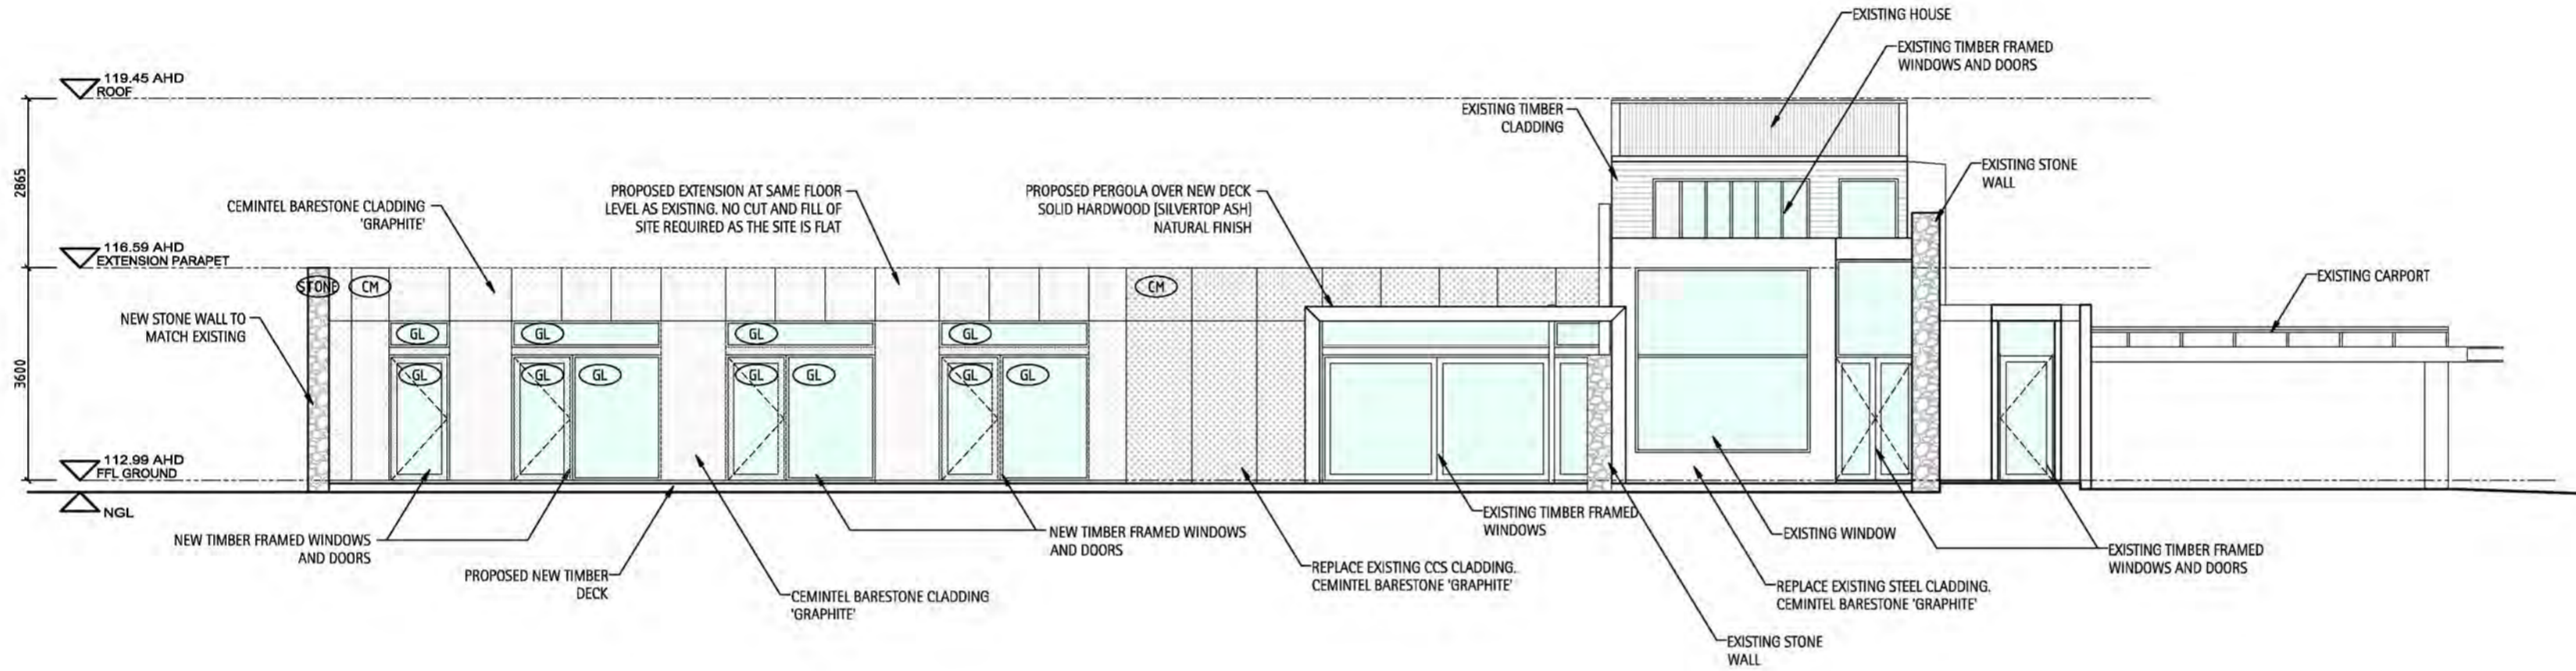 EXISTING HOUSE
EXISTING TIMBER FRAMED
WINDOWS AND DOORS
119.45 AHD
ROOF
EXISTING TIMBER
CLADDING
2865
EXISTING STONE
WALL
CEMINTEL BARESTONE CLADDING
'GRAPHITE'
PROPOSED EXTENSION AT SAME FLOOR
LEVEL AS EXISTING. NO CUT AND FILL OF
SITE REQUIRED AS THE SITE IS FLAT
PROPOSED PERGOLA OVER NEW DECK
SOLID HARDWOOD [SILVERTOP ASH]
NATURAL FINISH
116.59 AHD
EXTENSION PARAPET
STONE
CM
CM
EXISTING CARPORT
NEW STONE WALL TO
MATCH EXISTING
GL
GL
GL
GL
3600
GL
GL
GL
GL
GL
GL
GL
112.99 AHD
FFL GROUND
NGL
NEW TIMBER FRAMED WINDOWS
AND DOORS
PROPOSED NEW TIMBER
DECK
CEMINTEL BARESTONE CLADDING
'GRAPHITE'
NEW TIMBER FRAMED WINDOWS
AND DOORS
REPLACE EXISTING CCS CLADDING.
CEMINTEL BARESTONE 'GRAPHITE'
EXISTING TIMBER FRAMED
WINDOWS
EXISTING STONE
WALL
EXISTING WINDOW
REPLACE EXISTING STEEL CLADDING.
CEMINTEL BARESTONE 'GRAPHITE'
EXISTING TIMBER FRAMED
WINDOWS AND DOORS